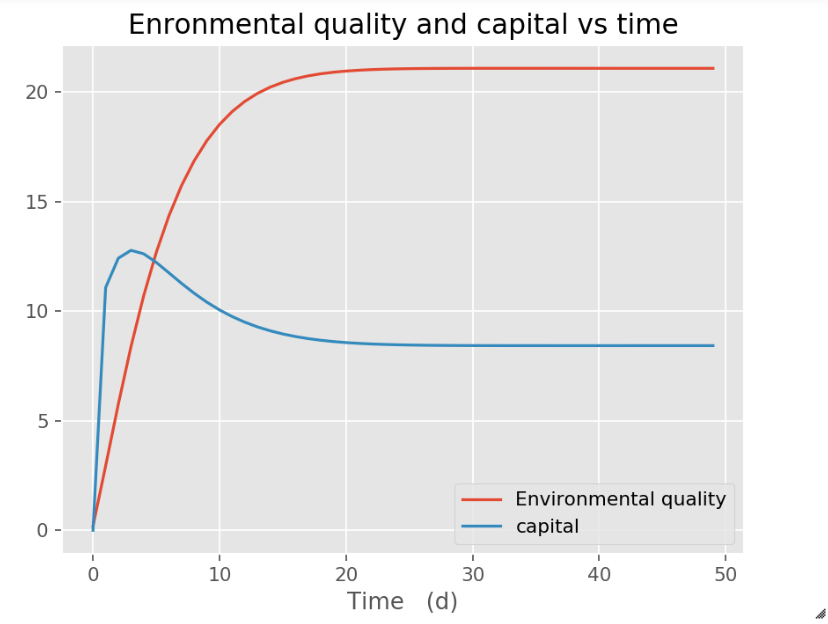 Enronmental quality and capital vs time
20
15
10
5
0
Environmental quality
capital
0 10 20 30 40 50
Time (d)